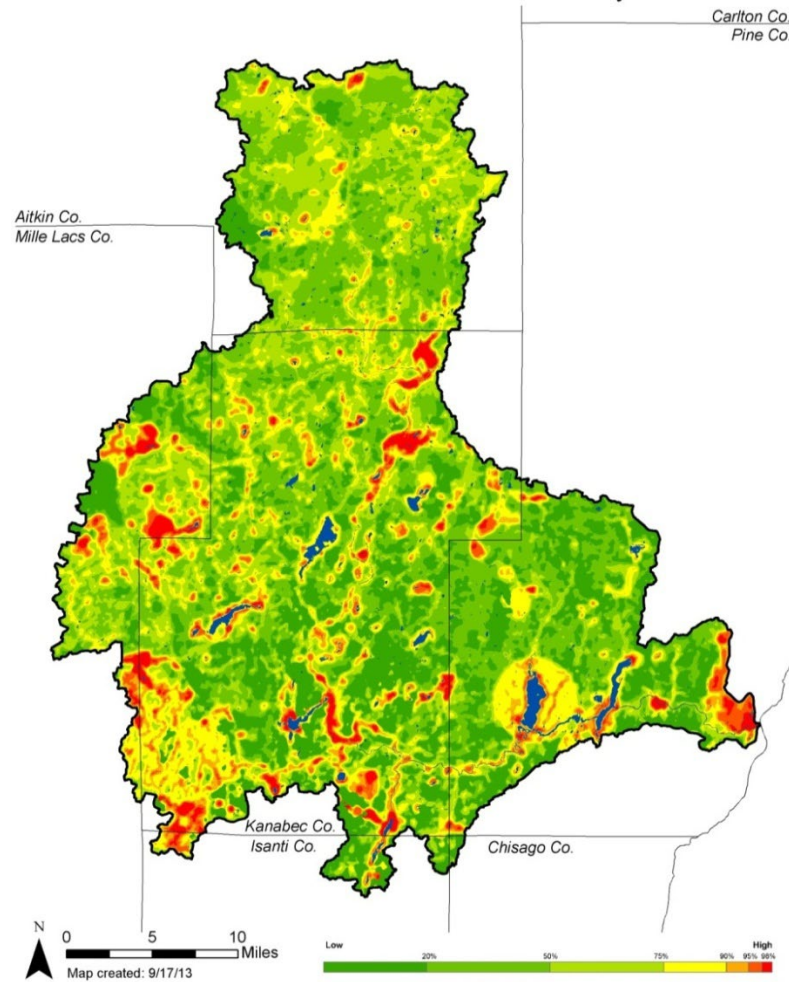 Carlton Co.
Pine Co.
Aitkin Co.
Mille Lacs Co.
Kanabec Co.
Isanti Co.
Chisago Co.
N
0 5 10
Miles
Map created: 9/17/13
Low High
20% 50% 75% 90% 95% 98%